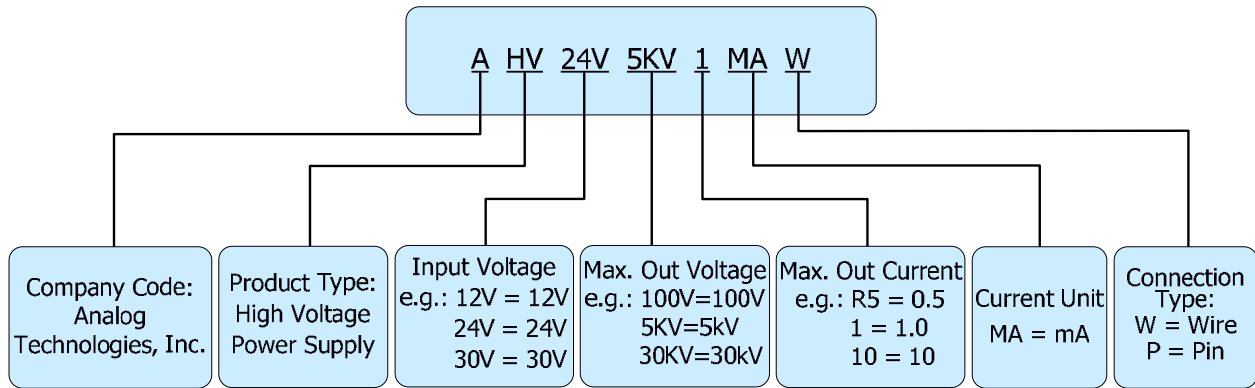 A HV 24V 5KV 1 MA W
Company Code:
Analog
Technologies, Inc.
Product Type:
High Voltage
Power Supply
Input Voltage
e.g.: 12V = 12V
24V = 24V
30V = 30V
Max. Out Voltage
e.g.: 100V=100V
5KV=5kV
30KV=30kV
Max. Out Current
e.g.: R5 = 0.5
1 = 1.0
10 = 10
Current Unit
MA = mA
Connection
Type:
W = Wire
P = Pin